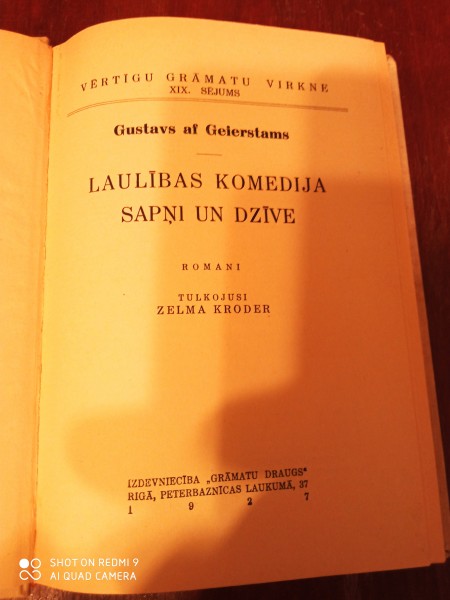 VĒRTĪGU GRĀMATU VIRKNE
XIX. SĒJUMS
Gustavs af Geierstams
LAULĪBAS KOMEDIJA
SAPŅI UN DZĪVE
ROMANI
TULKOJUSI
ZELMA KRODER
IZDEVNIECĪBA „GRĀMATU DRAUGS“
RIGĀ, PETERBAZNĪCAS LAUKUMĀ, 37
1 9 2 7
SHOT ON REDMI 9
AI QUAD CAMERA